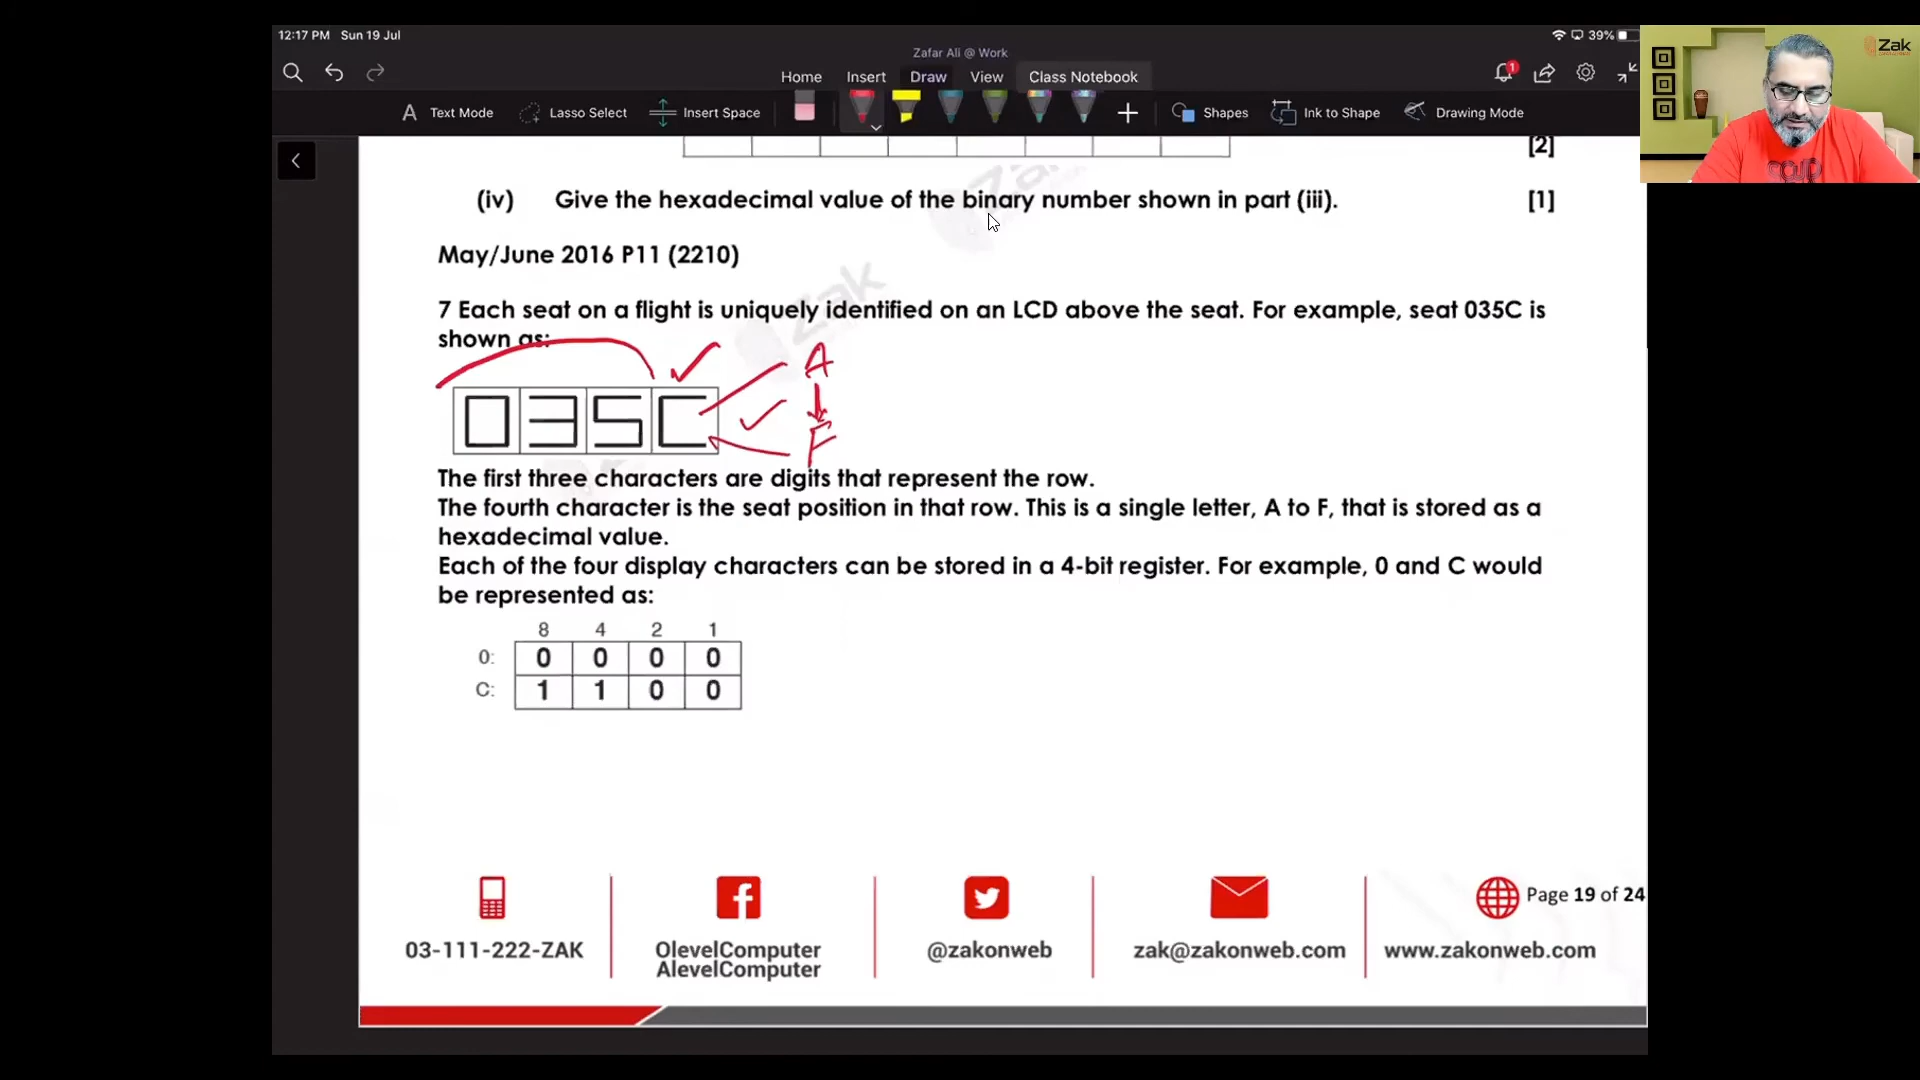 12:17 PM Sun 19 Jul
39%
Zafar Ali @ Work
Home Insert Draw View Class Notebook
1
Zak
A Text Mode Lasso Select Insert Space Shapes Ink to Shape Drawing Mode
[2]
(iv) Give the hexadecimal value of the binary number shown in part (iii). [1]
May/June 2016 P11 (2210)
7 Each seat on a flight is uniquely identified on an LCD above the seat. For example, seat 035C is
shown as:
A
035C
F
The first three characters are digits that represent the row.
The fourth character is the seat position in that row. This is a single letter, A to F, that is stored as a
hexadecimal value.
Each of the four display characters can be stored in a 4-bit register. For example, 0 and C would
be represented as:
8 4 2 1
0: 0 0 0 0
C: 1 1 0 0
Zak
Zak
Page 19 of 24
03-111-222-ZAK
OlevelComputer
AlevelComputer
@zakonweb
zak@zakonweb.com
www.zakonweb.com